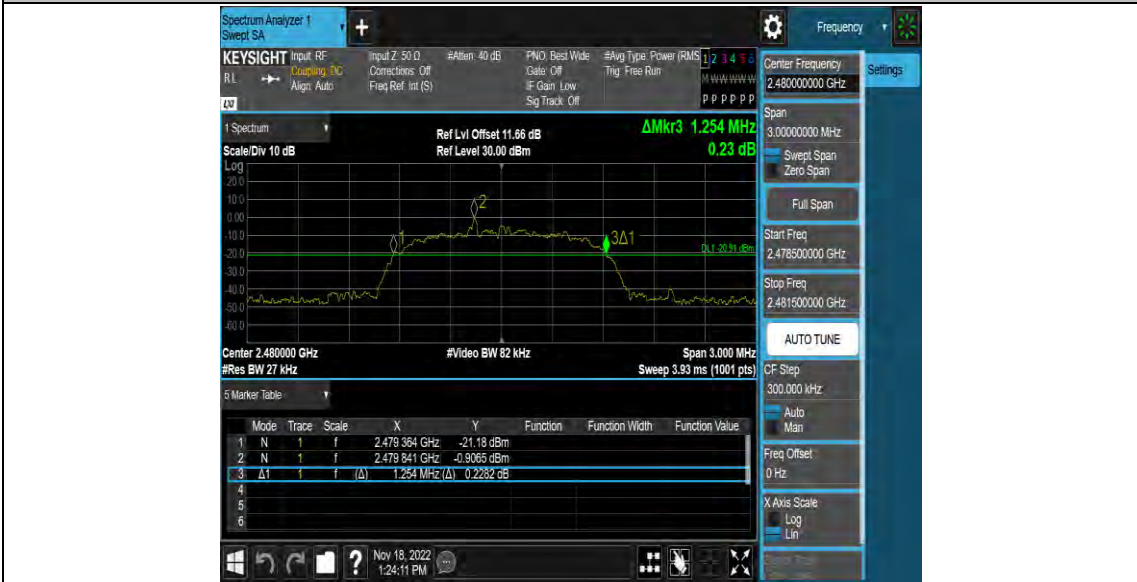 Spectrum Analyzer 1
Swept SA
+
Frequency
KEYSIGHT
RL
LXI
Input: RF
Coupling: DC
Align: Auto
Input Z: 50 Ω
Corrections: Off
Freq Ref: Int (S)
#Atten: 40 dB
PNO: Best Wide
Gate: Off
IF Gain: Low
Sig Track: Off
#Avg Type: Power (RMS
Trig: Free Run
1 2 3 4 5 6
M W W W W W
P P P P P P
1 Spectrum
Scale/Div 10 dB
Ref Lvl Offset 11.66 dB
Ref Level 30.00 dBm
ΔMkr3 1.254 MHz
0.23 dB
Log
20.0
10.0
0.00
-10.0
-20.0
-30.0
-40.0
-50.0
-60.0
1
2
3Δ1
DL1 -20.91 dBm
Center 2.480000 GHz
#Video BW 82 kHz
Span 3.000 MHz
#Res BW 27 kHz
Sweep 3.93 ms (1001 pts)
5 Marker Table
Mode Trace Scale X Y Function Function Width Function Value
1 N 1 f 2.479 364 GHz -21.18 dBm
2 N 1 f 2.479 841 GHz -0.9065 dBm
3 Δ1 1 f (Δ) 1.254 MHz (Δ) 0.2282 dB
4
5
6
?
Nov 18, 2022
1:24:11 PM
Center Frequency
2.480000000 GHz
Settings
Span
3.00000000 MHz
Swept Span
Zero Span
Full Span
Start Freq
2.478500000 GHz
Stop Freq
2.481500000 GHz
AUTO TUNE
CF Step
300.000 kHz
Auto
Man
Freq Offset
0 Hz
X Axis Scale
Log
Lin